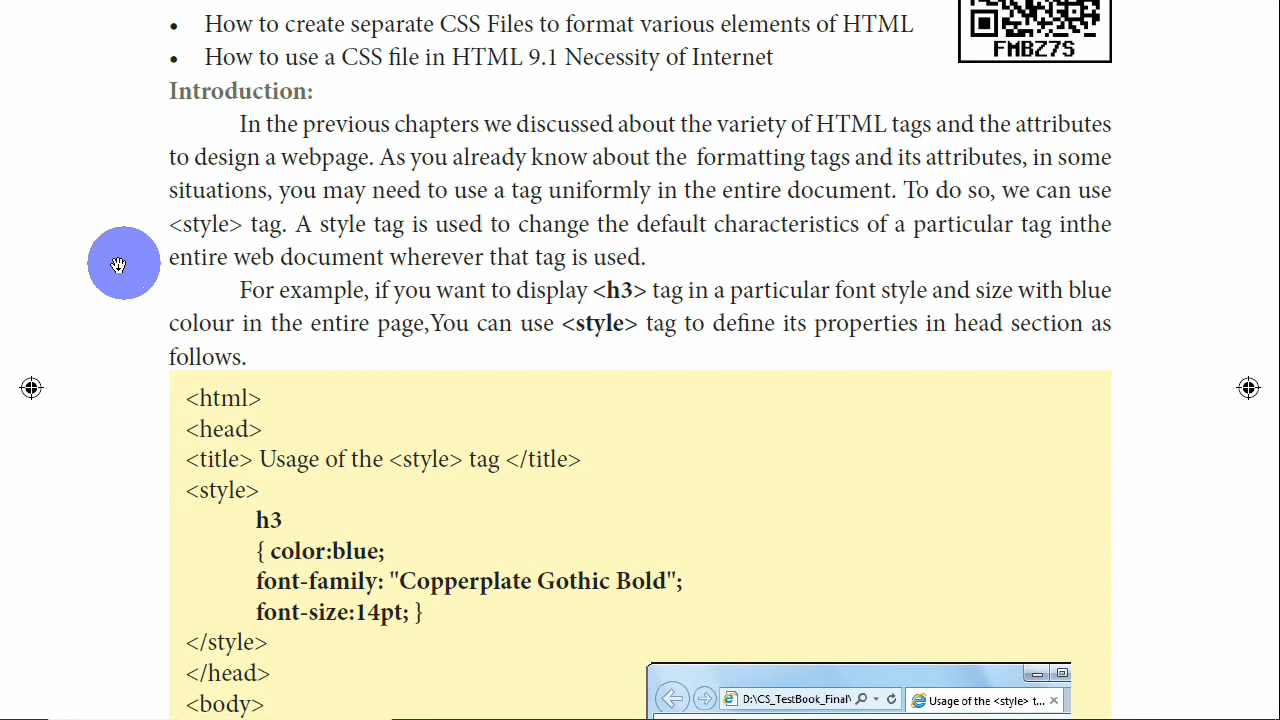 • How to create separate CSS Files to format various elements of HTML
• How to use a CSS file in HTML 9.1 Necessity of Internet
FMBZ7S
Introduction:
In the previous chapters we discussed about the variety of HTML tags and the attributes
to design a webpage. As you already know about the formatting tags and its attributes, in some
situations, you may need to use a tag uniformly in the entire document. To do so, we can use
<style> tag. A style tag is used to change the default characteristics of a particular tag inthe
entire web document wherever that tag is used.
For example, if you want to display <h3> tag in a particular font style and size with blue
colour in the entire page,You can use <style> tag to define its properties in head section as
follows.
<html>
<head>
<title> Usage of the <style> tag </title>
<style>
h3
{ color:blue;
font-family: "Copperplate Gothic Bold";
font-size:14pt; }
</style>
</head>
<body>
D:\CS_TestBook_Final\
Usage of the <style> t...